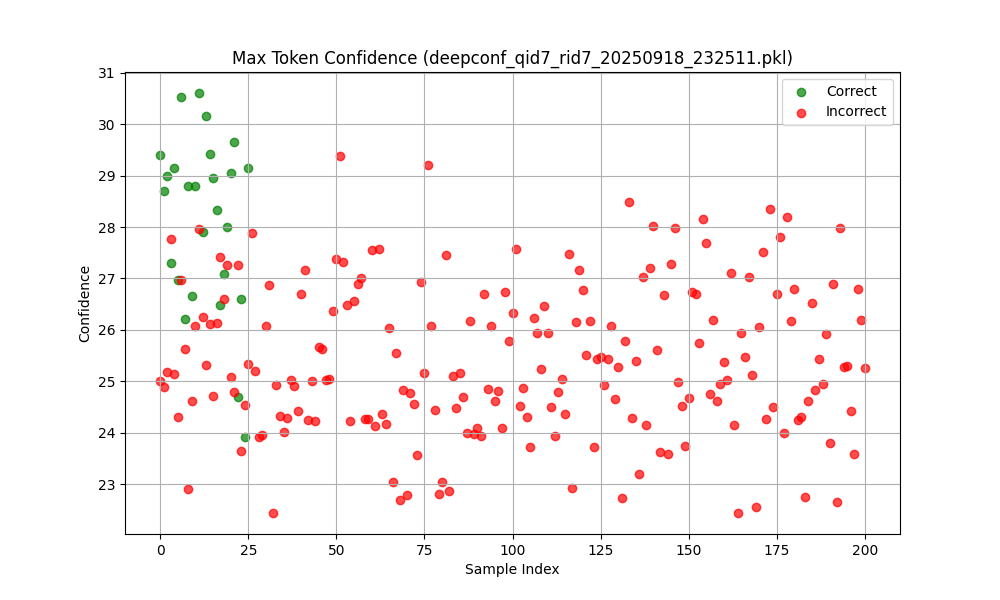 Max Token Confidence (deepconf_qid7_rid7_20250918_232511.pkl)
Correct
Incorrect
31
30
29
28
27
26
25
24
23
Confidence
0 25 50 75 100 125 150 175 200
Sample Index